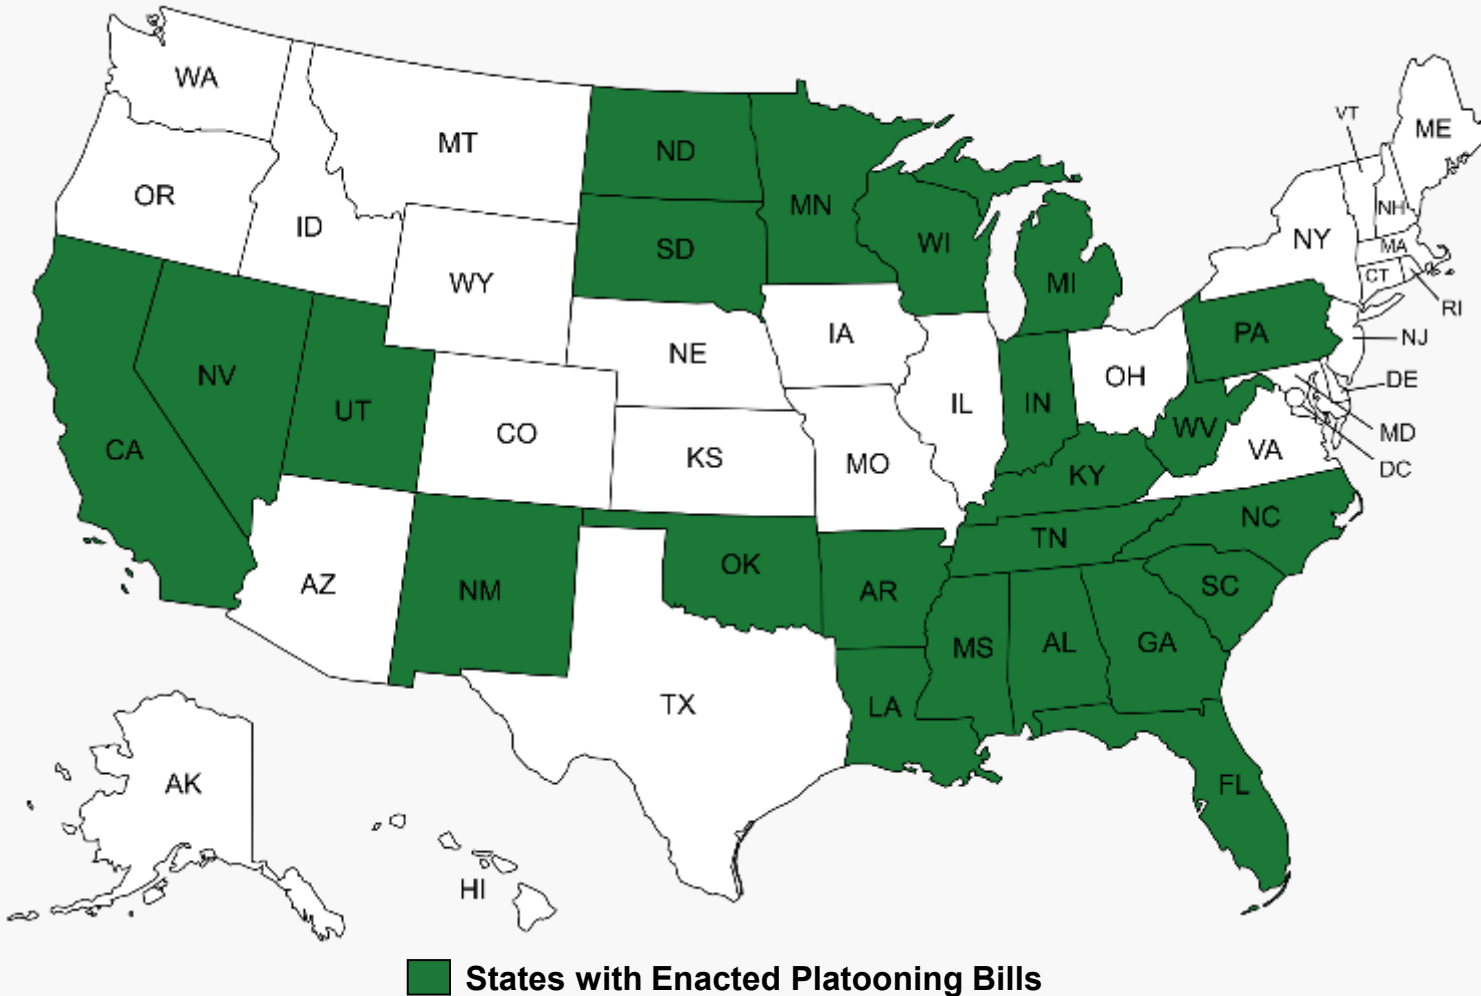 WA
MT
ND
VT
ME
OR
ID
MN
NH
SD
WI
NY
MA
WY
MI
CT
RI
IA
PA
NJ
NE
NV
OH
DE
UT
IL
IN
CO
MD
CA
KS
MO
WV
VA
DC
KY
NC
TN
OK
AZ
NM
AR
SC
MS
AL
GA
TX
LA
AK
FL
HI
States with Enacted Platooning Bills